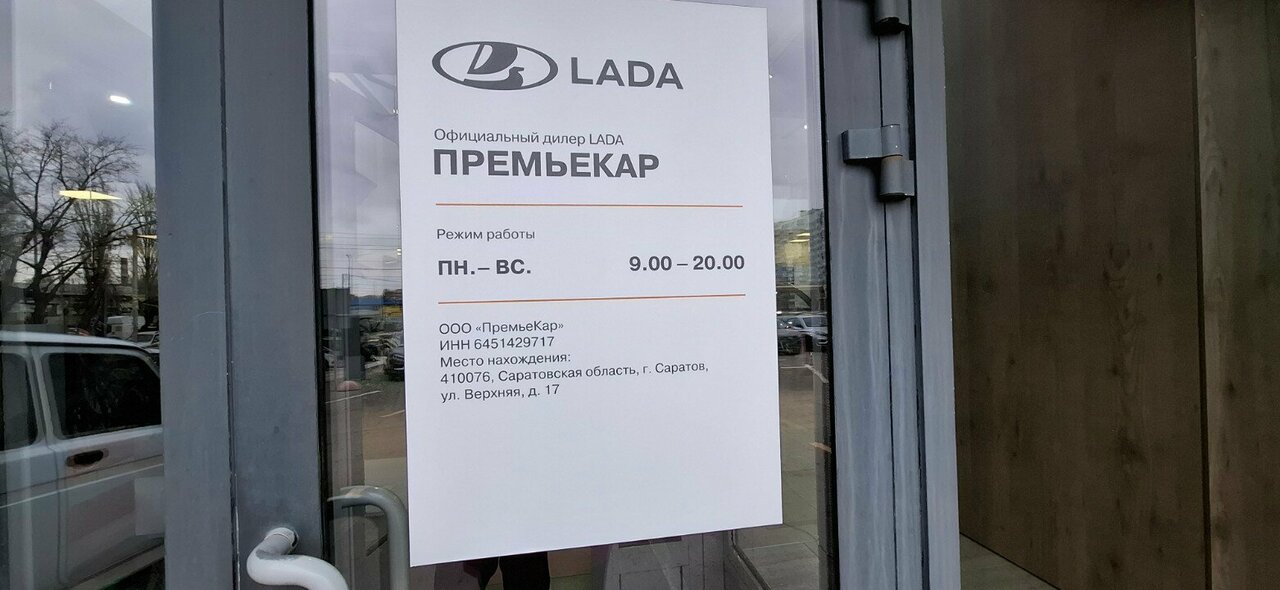 LADA
Официальный дилер LADA
ПРЕМЬЕКАР
Режим работы
ПН.– ВС. 9.00 – 20.00
ООО «ПремьеКар»
ИНН 6451429717
Место нахождения:
410076, Саратовская область, г. Саратов,
ул. Верхняя, д. 17